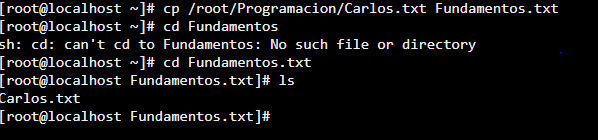 [root@localhost ~]# cp /root/Programacion/Carlos.txt Fundamentos.txt
[root@localhost ~]# cd Fundamentos
sh: cd: can't cd to Fundamentos: No such file or directory
[root@localhost ~]# cd Fundamentos.txt
[root@localhost Fundamentos.txt]# ls
Carlos.txt
[root@localhost Fundamentos.txt]#